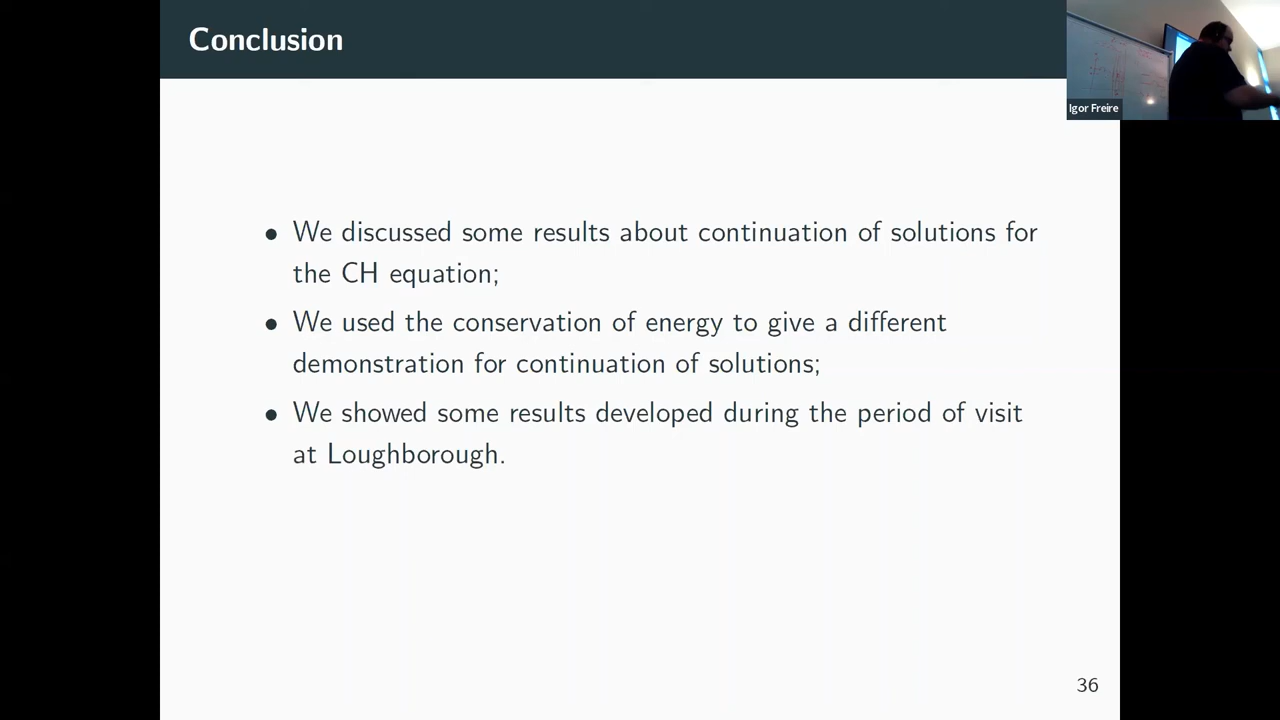 Conclusion
Igor Freire
• We discussed some results about continuation of solutions for
the CH equation;
• We used the conservation of energy to give a different
demonstration for continuation of solutions;
• We showed some results developed during the period of visit
at Loughborough.
36